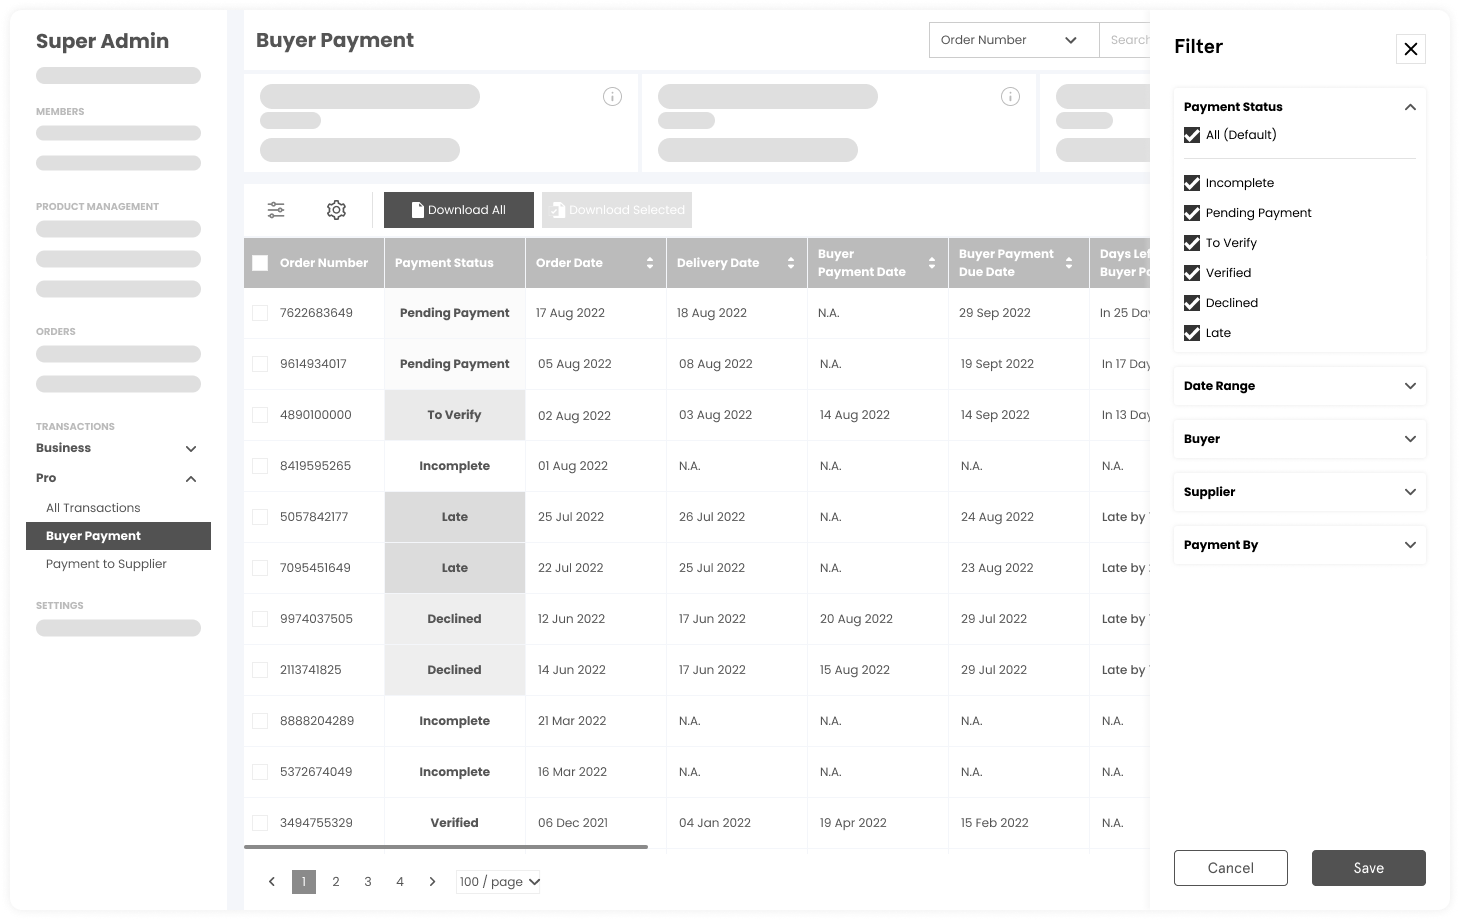 Super Admin
MEMBERS
PRODUCT MANAGEMENT
ORDERS
TRANSACTIONS
Business
Pro
All Transactions
Buyer Payment
Payment to Supplier
SETTINGS
Buyer Payment
Order Number
Search
Download All
Download Selected
Order Number Payment Status Order Date Delivery Date Buyer Payment Date Buyer Payment Due Date Days Lef Buyer Pa
7622683649 Pending Payment 17 Aug 2022 18 Aug 2022 N.A. 29 Sep 2022 In 25 Day
9614934017 Pending Payment 05 Aug 2022 08 Aug 2022 N.A. 19 Sept 2022 In 17 Day
4890100000 To Verify 02 Aug 2022 03 Aug 2022 14 Aug 2022 14 Sep 2022 In 13 Day
8419595265 Incomplete 01 Aug 2022 N.A. N.A. N.A. N.A.
5057842177 Late 25 Jul 2022 26 Jul 2022 N.A. 24 Aug 2022 Late by
7095451649 Late 22 Jul 2022 25 Jul 2022 N.A. 23 Aug 2022 Late by
9974037505 Declined 12 Jun 2022 17 Jun 2022 20 Aug 2022 29 Jul 2022 Late by
2113741825 Declined 14 Jun 2022 17 Jun 2022 15 Aug 2022 29 Jul 2022 Late by
8888204289 Incomplete 21 Mar 2022 N.A. N.A. N.A. N.A.
5372674049 Incomplete 16 Mar 2022 N.A. N.A. N.A. N.A.
3494755329 Verified 06 Dec 2021 04 Jan 2022 19 Apr 2022 15 Feb 2022 N.A.
1 2 3 4 100 / page
Filter
Payment Status
All (Default)
Incomplete
Pending Payment
To Verify
Verified
Declined
Late
Date Range
Buyer
Supplier
Payment By
Cancel Save